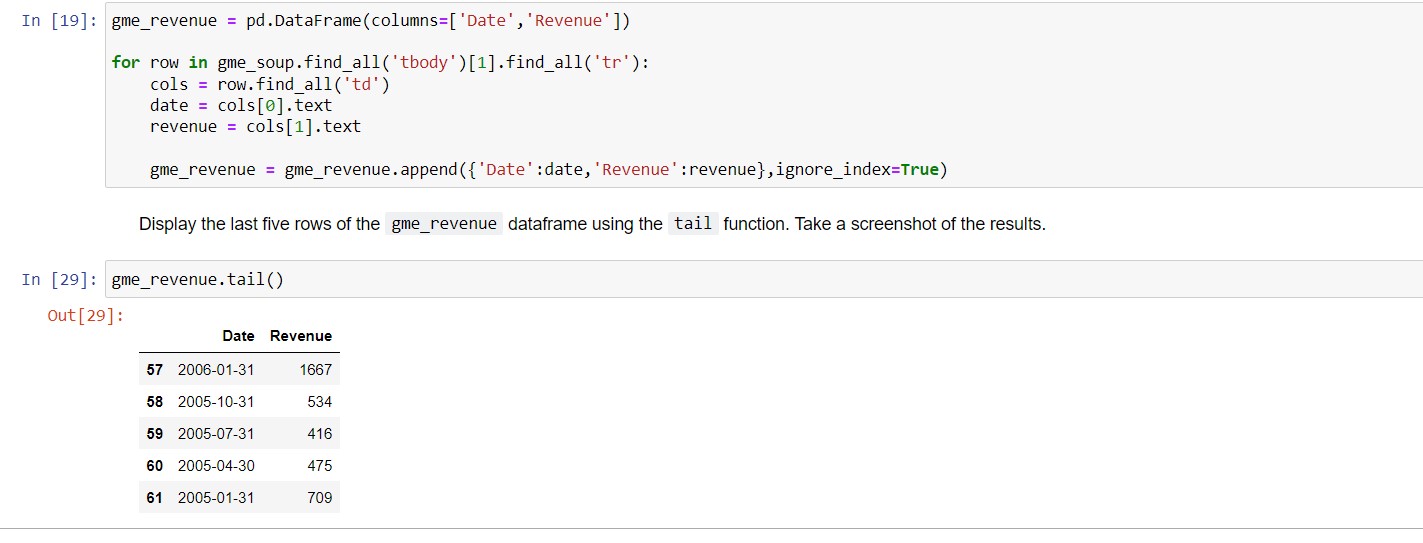 In [19]: gme_revenue = pd.DataFrame(columns=['Date','Revenue'])
for row in gme_soup.find_all('tbody')[1].find_all('tr'):
    cols = row.find_all('td')
    date = cols[0].text
    revenue = cols[1].text
    gme_revenue = gme_revenue.append({'Date':date,'Revenue':revenue},ignore_index=True)
Display the last five rows of the gme_revenue dataframe using the tail function. Take a screenshot of the results.
In [29]: gme_revenue.tail()
Out[29]:
Date Revenue
57 2006-01-31 1667
58 2005-10-31 534
59 2005-07-31 416
60 2005-04-30 475
61 2005-01-31 709